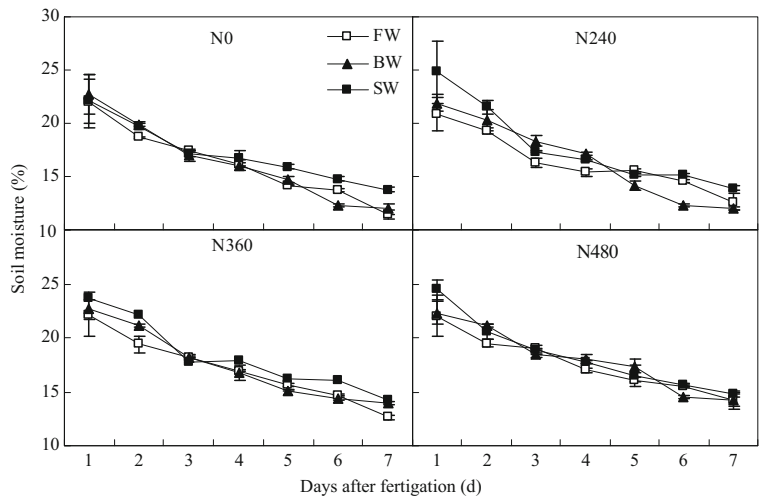 30
N0
FW
BW
SW
N240
25
20
15
10
Soil moisture (%)
N360
N480
25
20
15
10
1 2 3 4 5 6 7 1 2 3 4 5 6 7
Days after fertigation (d)